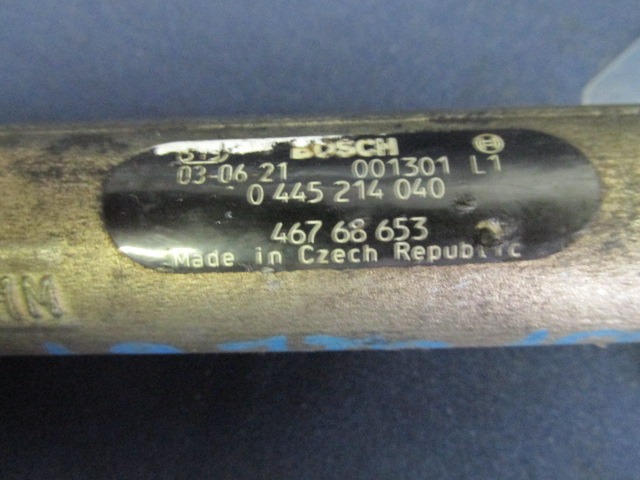 BOSCH
03-06-21 001301 L1
0 445 214 040
467 68 653
Made in Czech Republic